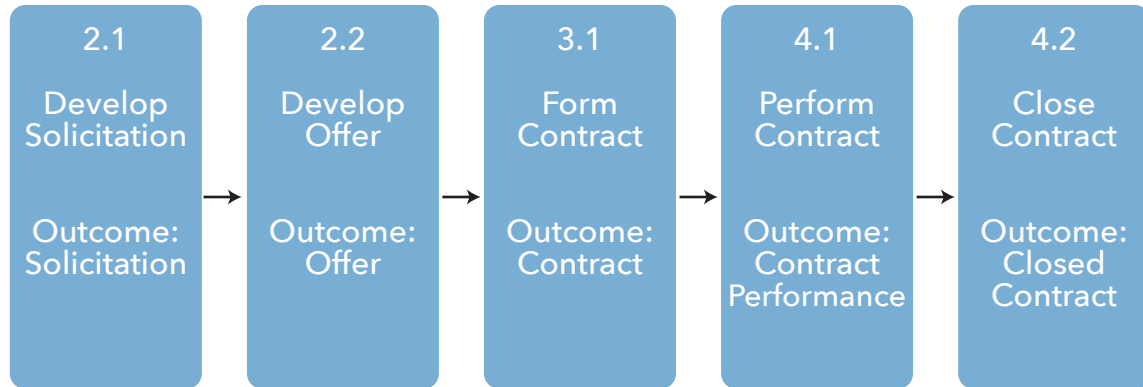 2.1
Develop
Solicitation
Outcome:
Solicitation
2.2
Develop
Offer
Outcome:
Offer
3.1
Form
Contract
Outcome:
Contract
4.1
Perform
Contract
Outcome:
Contract
Performance
4.2
Close
Contract
Outcome:
Closed
Contract